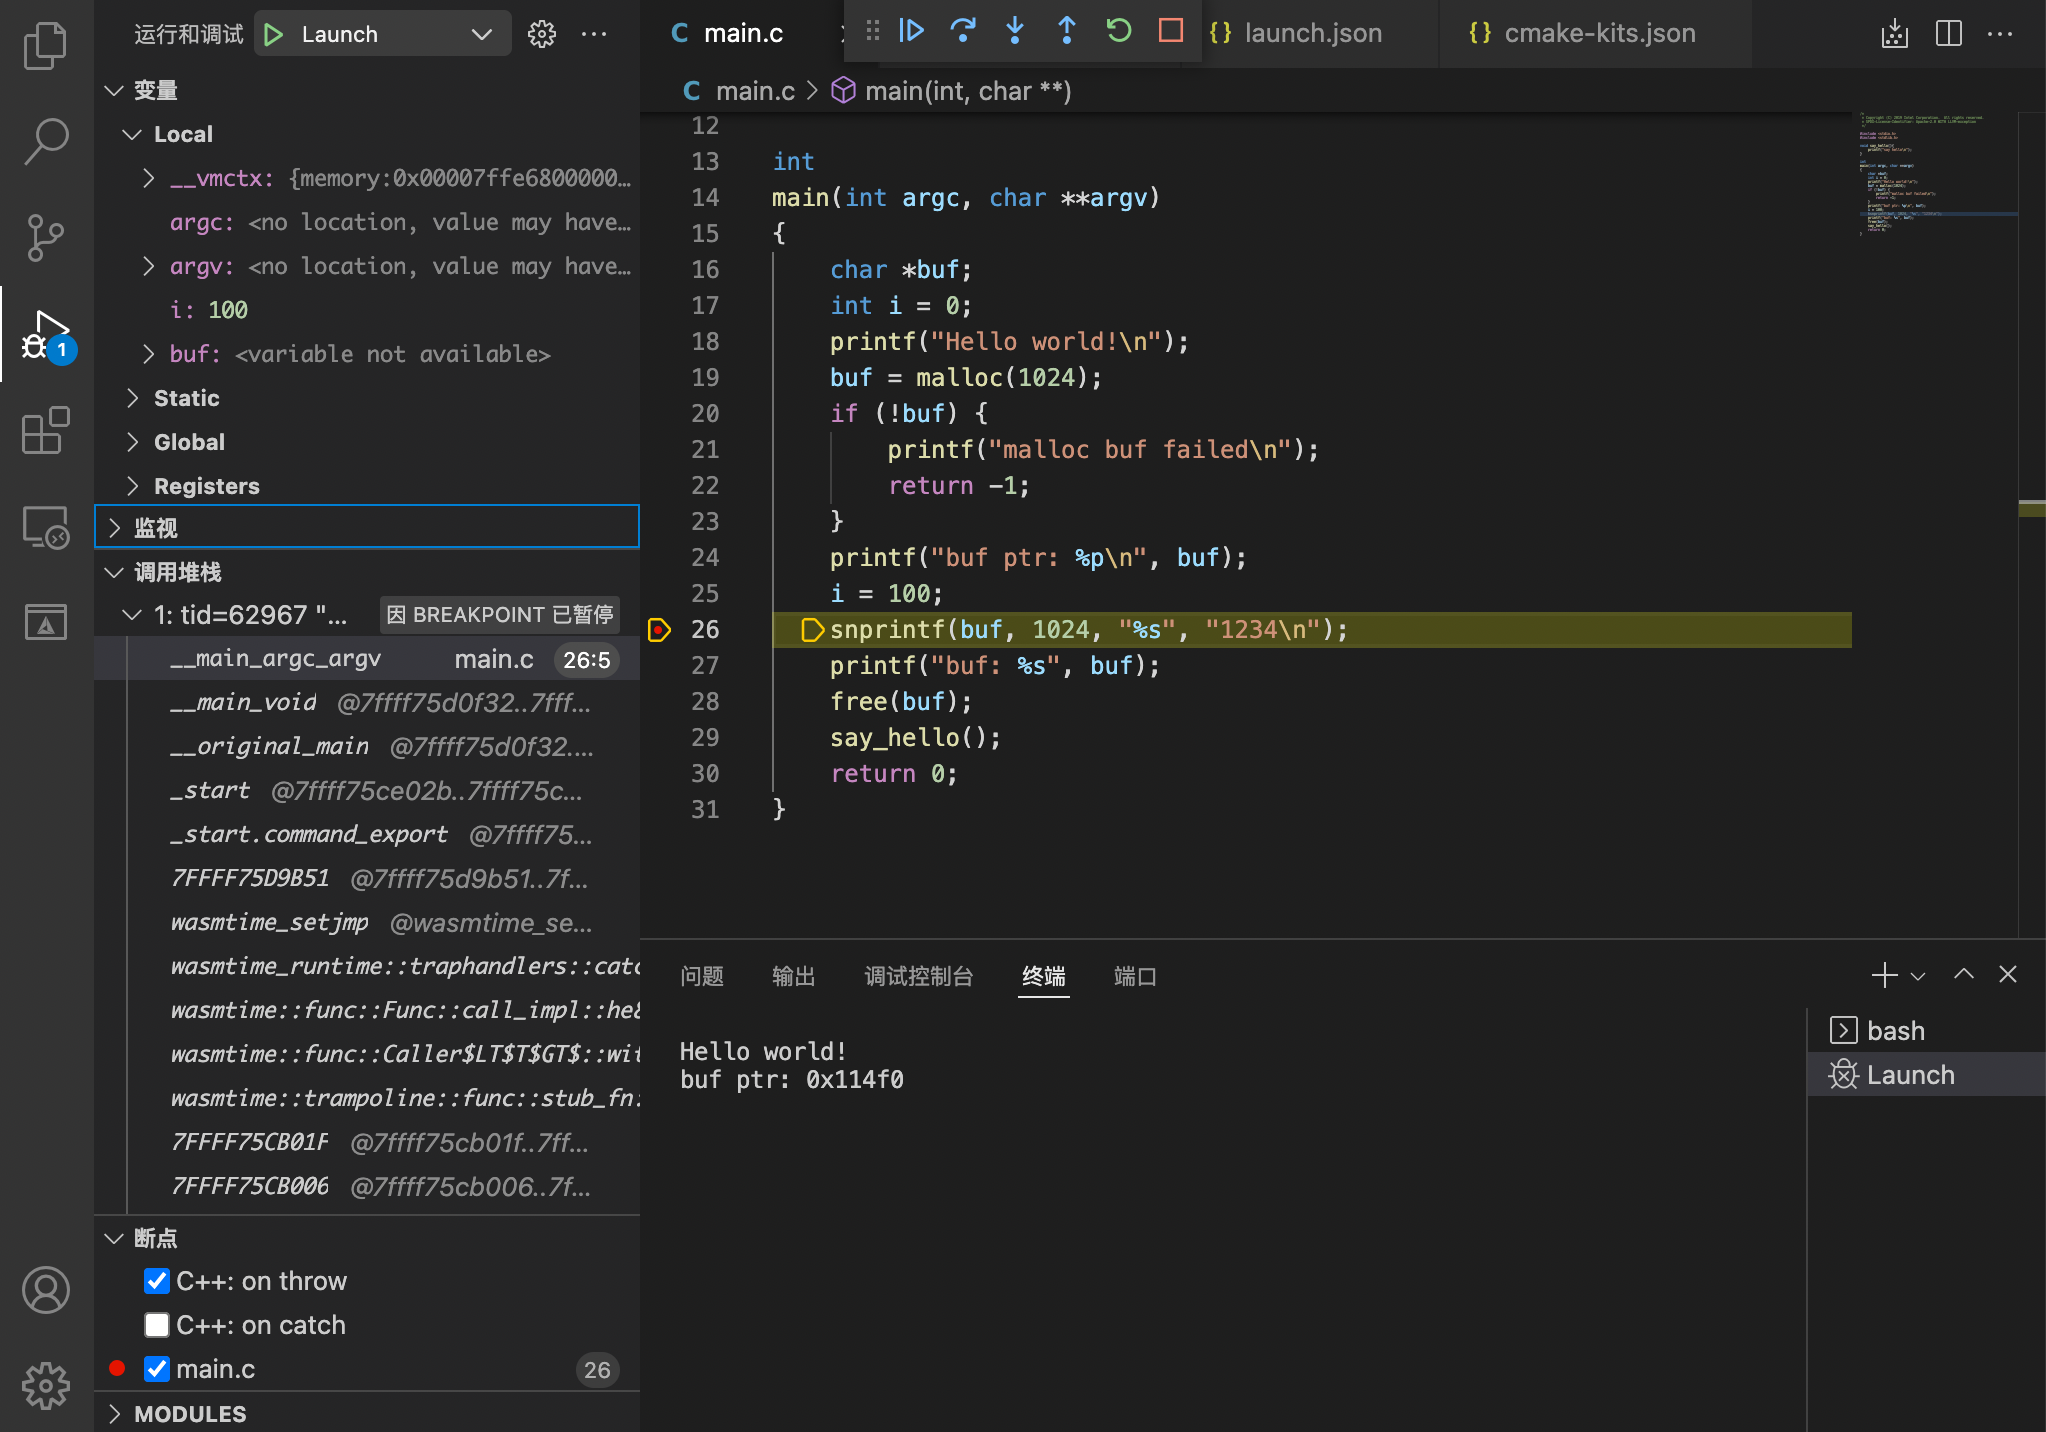 运行和调试 Launch
变量
Local
__vmctx: {memory:0x00007ffe6800000…
argc: <no location, value may have…
argv: <no location, value may have…
i: 100
buf: <variable not available>
Static
Global
Registers
监视
调用堆栈
1: tid=62967 "… 因 BREAKPOINT 已暂停
__main_argc_argv main.c 26:5
__main_void @7ffff75d0f32..7fff…
__original_main @7ffff75d0f32.…
_start @7ffff75ce02b..7ffff75c…
_start.command_export @7ffff75…
7FFFF75D9B51 @7ffff75d9b51..7f…
wasmtime_setjmp @wasmtime_se…
wasmtime_runtime::traphandlers::catc
wasmtime::func::Func::call_impl::he8
wasmtime::func::Caller$LT$T$GT$::wit
wasmtime::trampoline::func::stub_fn:
7FFFF75CB01F @7ffff75cb01f..7ff…
7FFFF75CB006 @7ffff75cb006..7f…
断点
C++: on throw
C++: on catch
main.c 26
MODULES
1
C main.c {} launch.json {} cmake-kits.json
C main.c > main(int, char **)
12
13 int
14 main(int argc, char **argv)
15 {
16 char *buf;
17 int i = 0;
18 printf("Hello world!\n");
19 buf = malloc(1024);
20 if (!buf) {
21 printf("malloc buf failed\n");
22 return -1;
23 }
24 printf("buf ptr: %p\n", buf);
25 i = 100;
26 snprintf(buf, 1024, "%s", "1234\n");
27 printf("buf: %s", buf);
28 free(buf);
29 say_hello();
30 return 0;
31 }
问题 输出 调试控制台 终端 端口
Hello world!
buf ptr: 0x114f0
bash
Launch